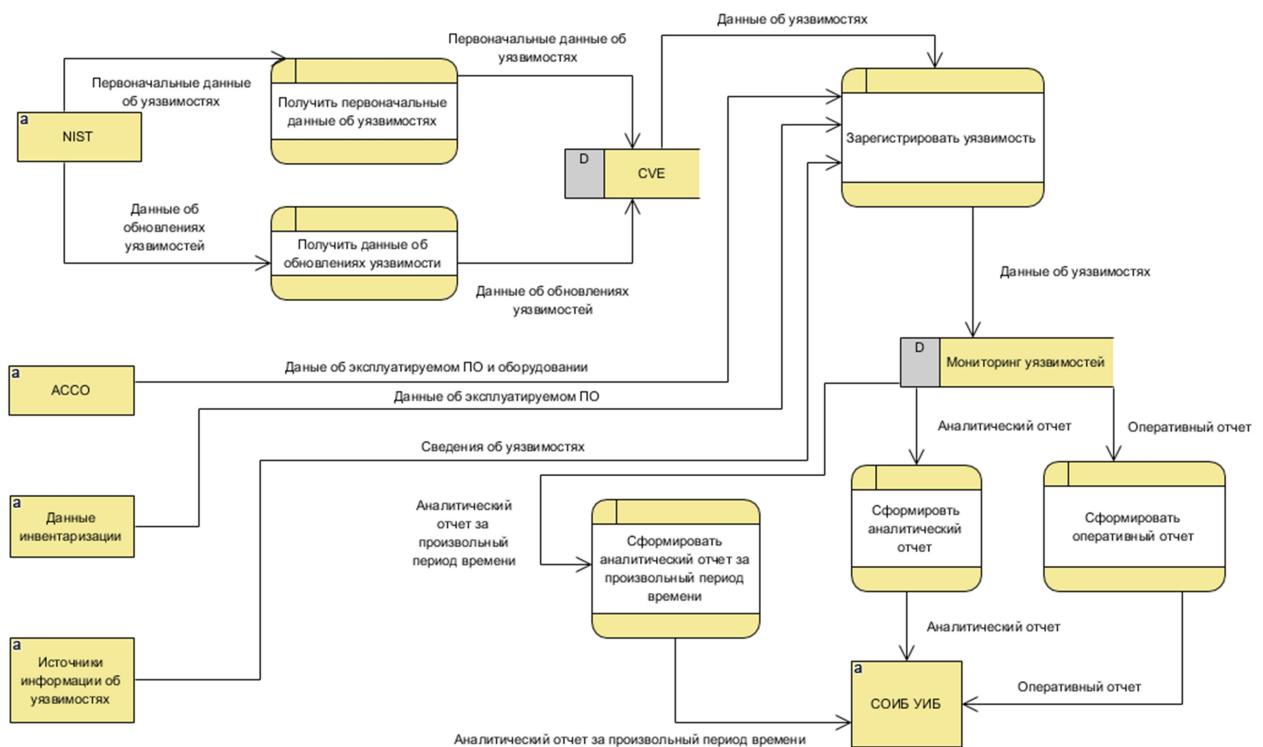 Данные об уязвимостях
Первоначальные данные об
уязвимостях
Первоначальные данные
об уязвимостях
Получить первоначальные
данные об уязвимостях
Зарегистрировать уязвимость
a
NIST
D
CVE
Данные об
обновлениях
уязвимостей
Получить данные об
обновлениях уязвимости
Данные об обновлениях
уязвимостей
Данные об уязвимостях
D
Мониторинг уязвимостей
a
АССО
Даные об эксплуатируемом ПО и оборудовании
Данные об эксплуатируемом ПО
Аналитический отчет
Оперативный отчет
Сведения об уязвимостях
a
Данные
инвентаризации
Аналитический
отчет за
произвольный
период времени
Сформировать
аналитический отчет за
произвольный период
времени
Сформировть
аналитический
отчет
Сформировать
оперативный отчет
a
Источники
информации об
уязвимостях
Аналитический отчет
a
СОИБ УИБ
Оперативный отчет
Аналитический отчет за произвольный период времени